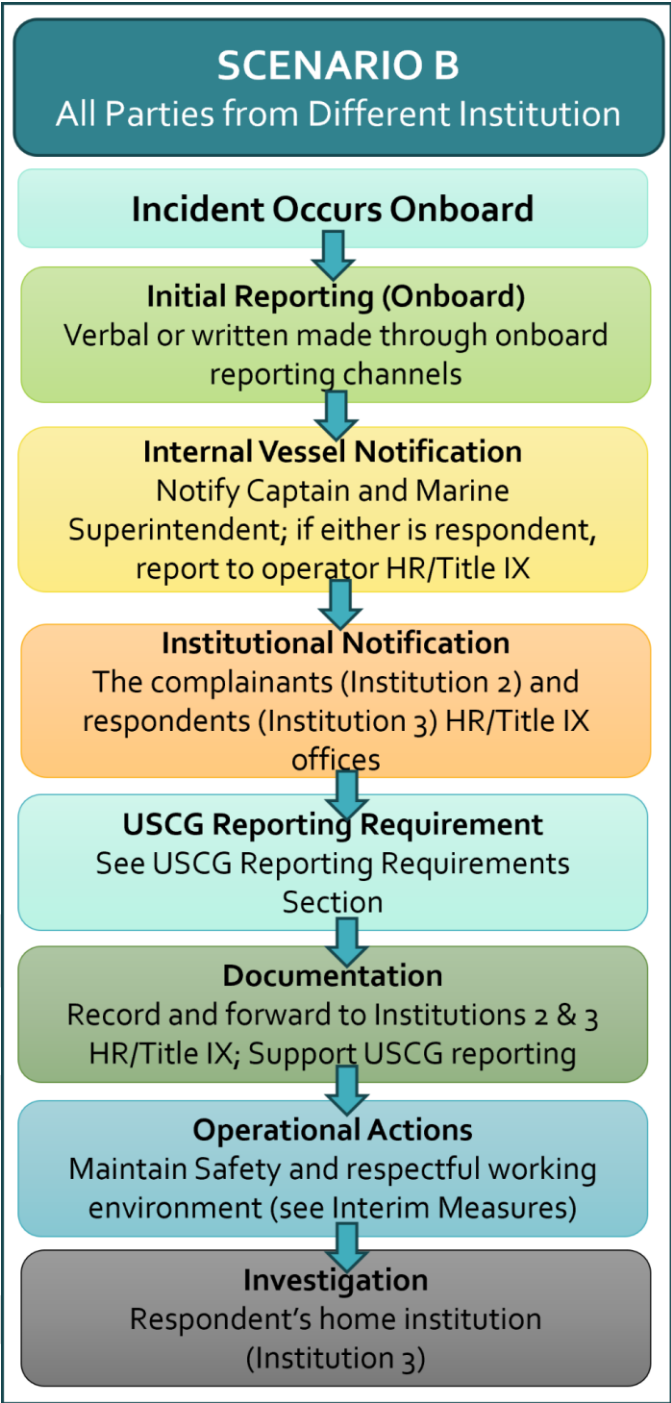 SCENARIO B
All Parties from Different Institution
Incident Occurs Onboard
Initial Reporting (Onboard)
Verbal or written made through onboard
reporting channels
Internal Vessel Notification
Notify Captain and Marine
Superintendent; if either is respondent,
report to operator HR/Title IX
Institutional Notification
The complainants (Institution 2) and
respondents (Institution 3) HR/Title IX
offices
USCG Reporting Requirement
See USCG Reporting Requirements
Section
Documentation
Record and forward to Institutions 2 & 3
HR/Title IX; Support USCG reporting
Operational Actions
Maintain Safety and respectful working
environment (see Interim Measures)
Investigation
Respondent's home institution
(Institution 3)